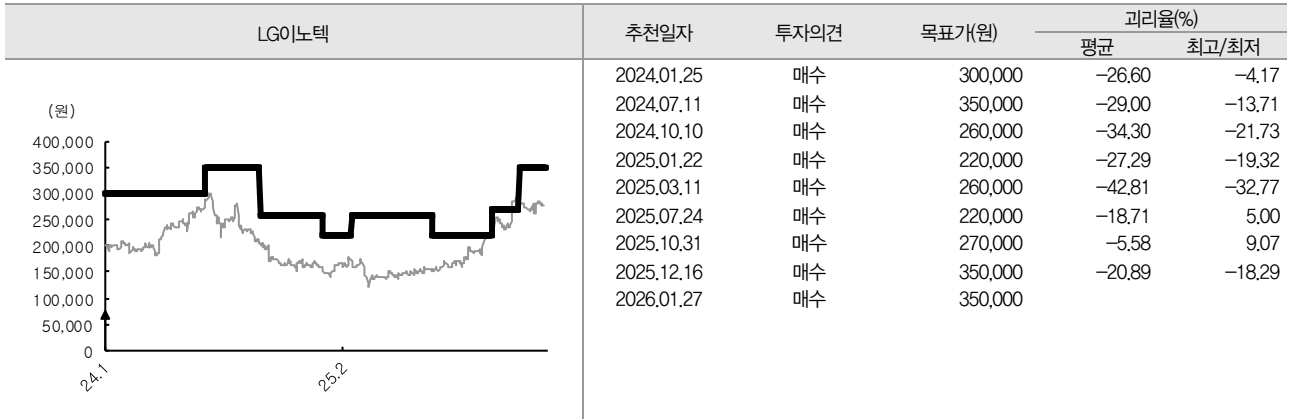 LG이노텍
(원)
400,000
350,000
300,000
250,000
200,000
150,000
100,000
50,000
0
24.1
25.2
추천일자 투자의견 목표가(원) 괴리율(%)
평균 최고/최저
2024.01.25 매수 300,000 -26.60 -4.17
2024.07.11 매수 350,000 -29.00 -13.71
2024.10.10 매수 260,000 -34.30 -21.73
2025.01.22 매수 220,000 -27.29 -19.32
2025.03.11 매수 260,000 -42.81 -32.77
2025.07.24 매수 220,000 -18.71 5.00
2025.10.31 매수 270,000 -5.58 9.07
2025.12.16 매수 350,000 -20.89 -18.29
2026.01.27 매수 350,000